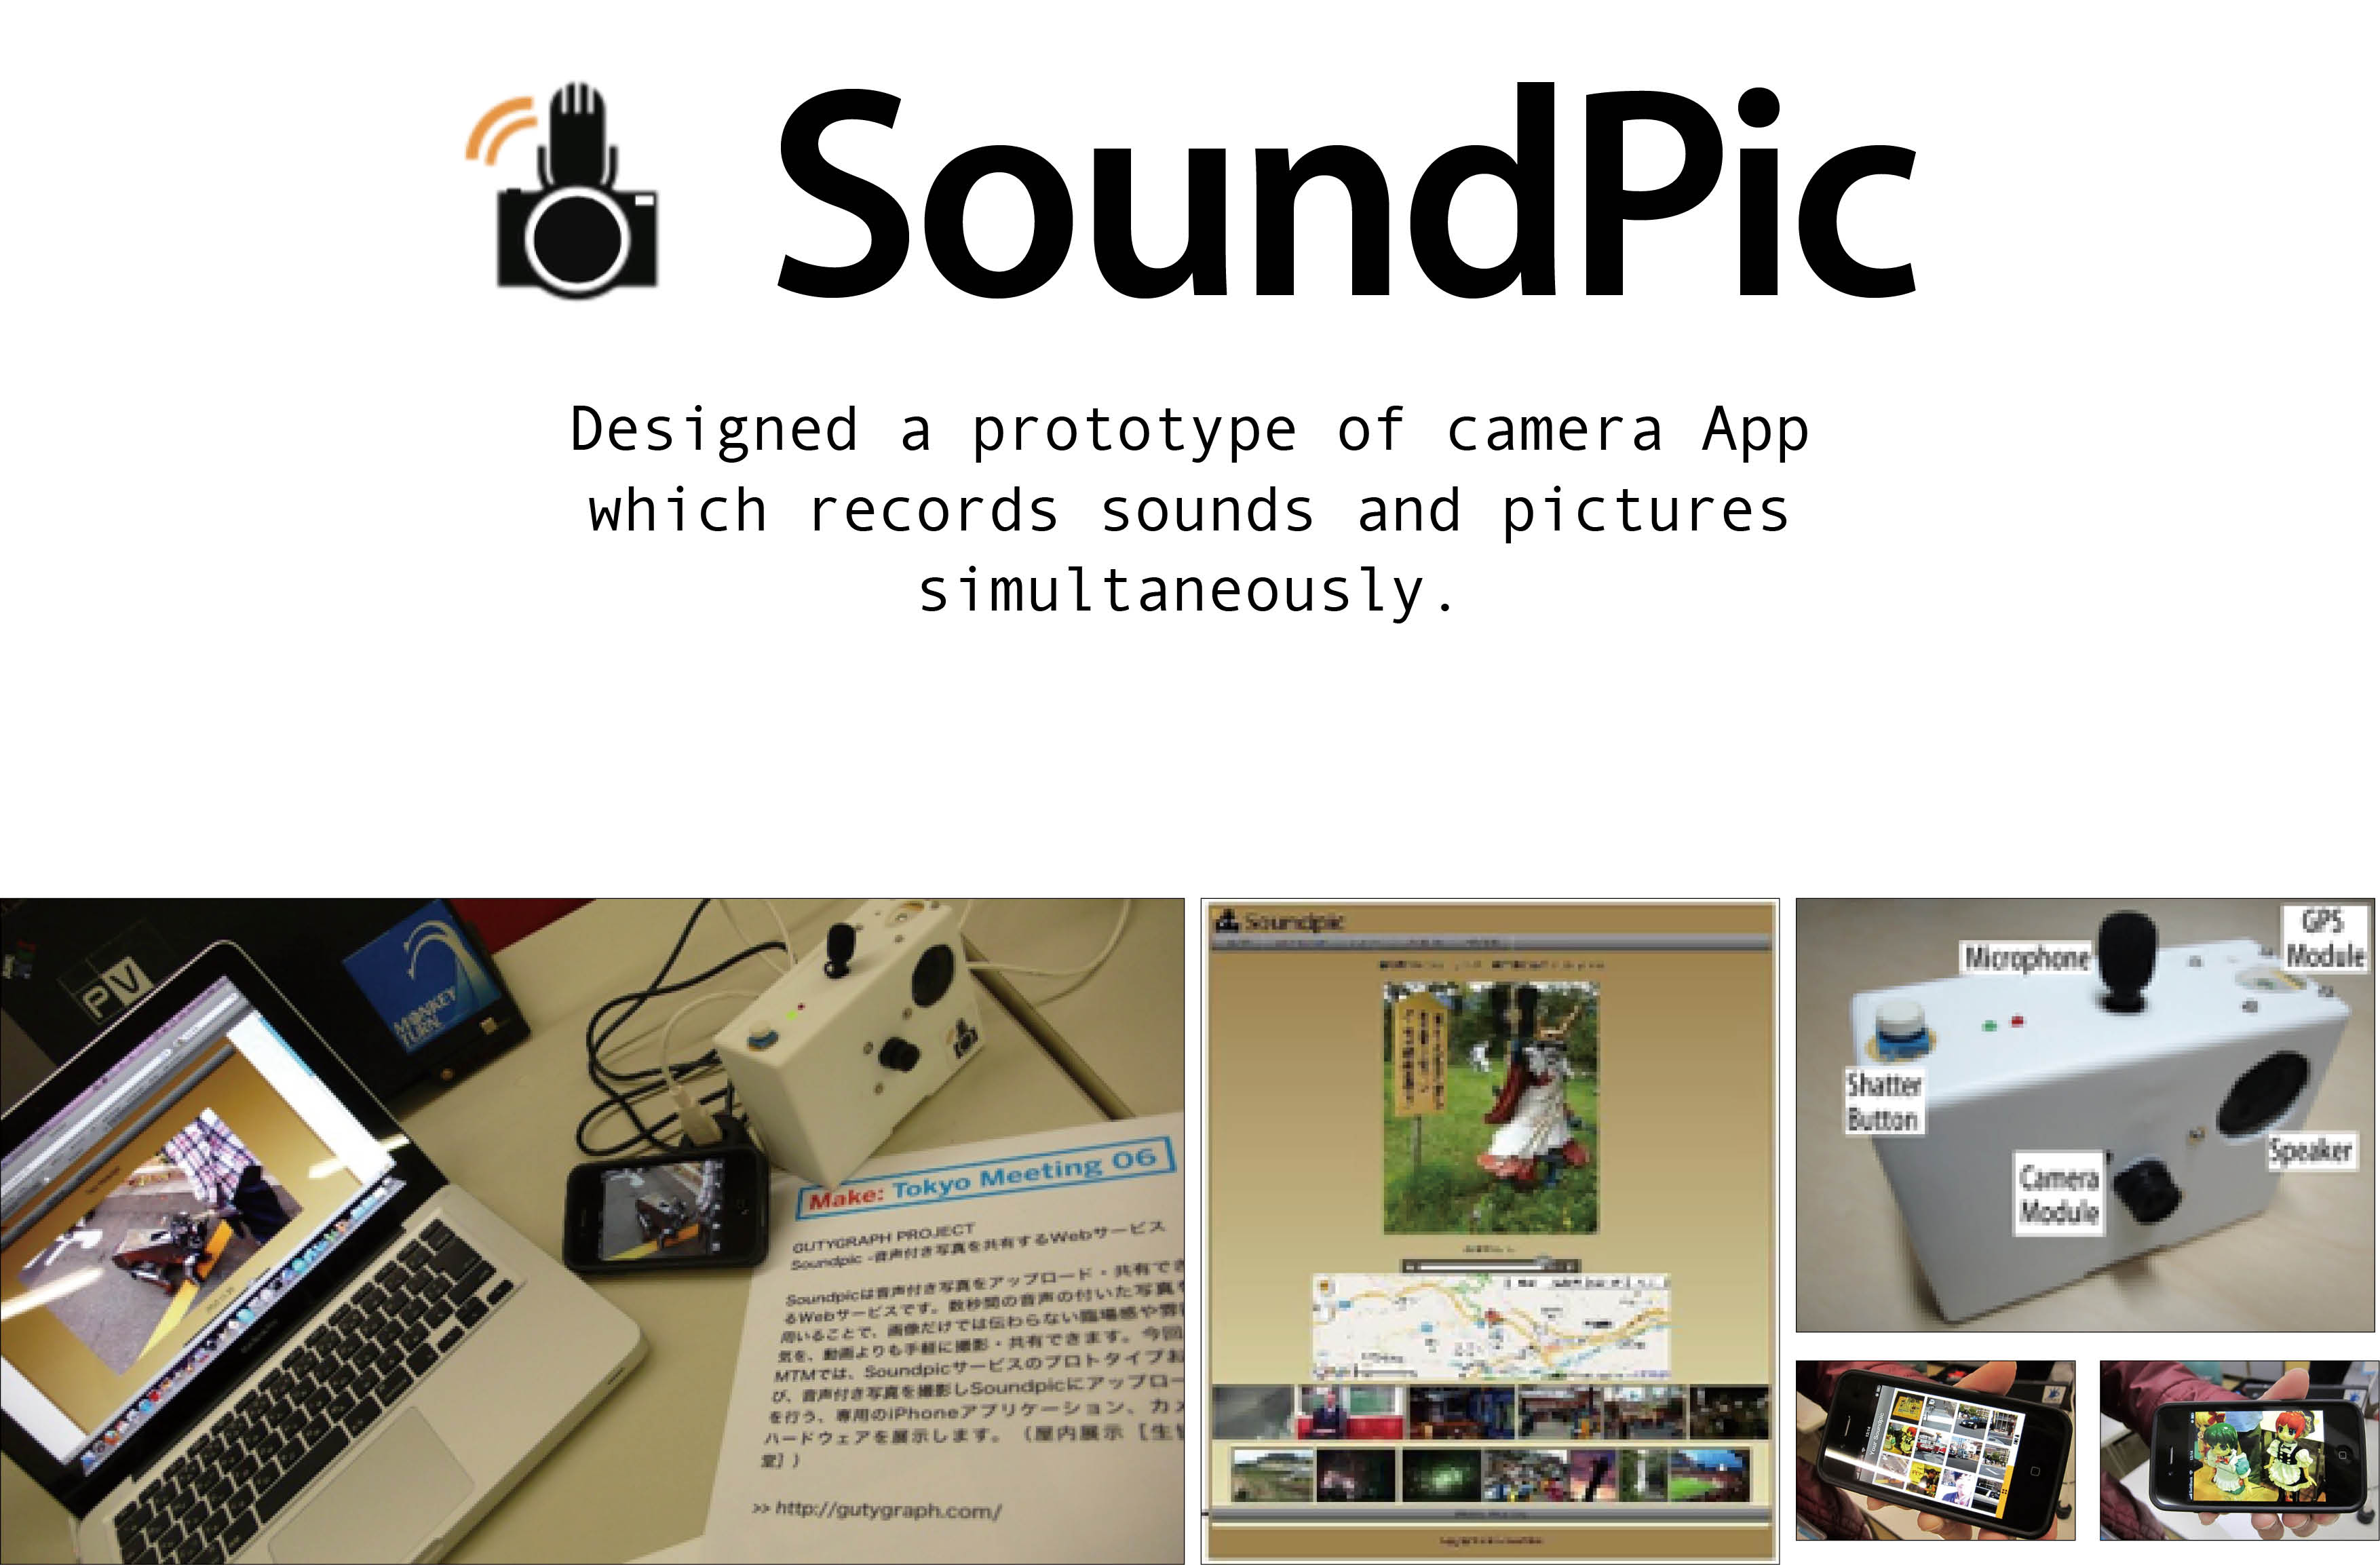 SoundPic
Designed a prototype of camera App
which records sounds and pictures
simultaneously.
PV
MONKEY
TURN
Make: Tokyo Meeting 06
GUTYGRAPH PROJECT
Soundpic -音声付き写真を共有するWebサービス
Soundpicは音声付き写真をアップロード・共有でき
るWebサービスです。数秒間の音声の付いた写真を
用いることで、画像だけでは伝わらない臨場感や雰囲
気を、動画よりも手軽に撮影・共有できます。今回
MTMでは、Soundpicサービスのプロトタイプお
び、音声付き写真を撮影しSoundpicにアップロー
を行う、専用のiPhoneアプリケーション、カメ
ハードウェアを展示します。（屋内展示［生協
堂］）
>> http://gutygraph.com/
Soundpic
Microphone
GPS
Module
Shatter
Button
Camera
Module
Speaker